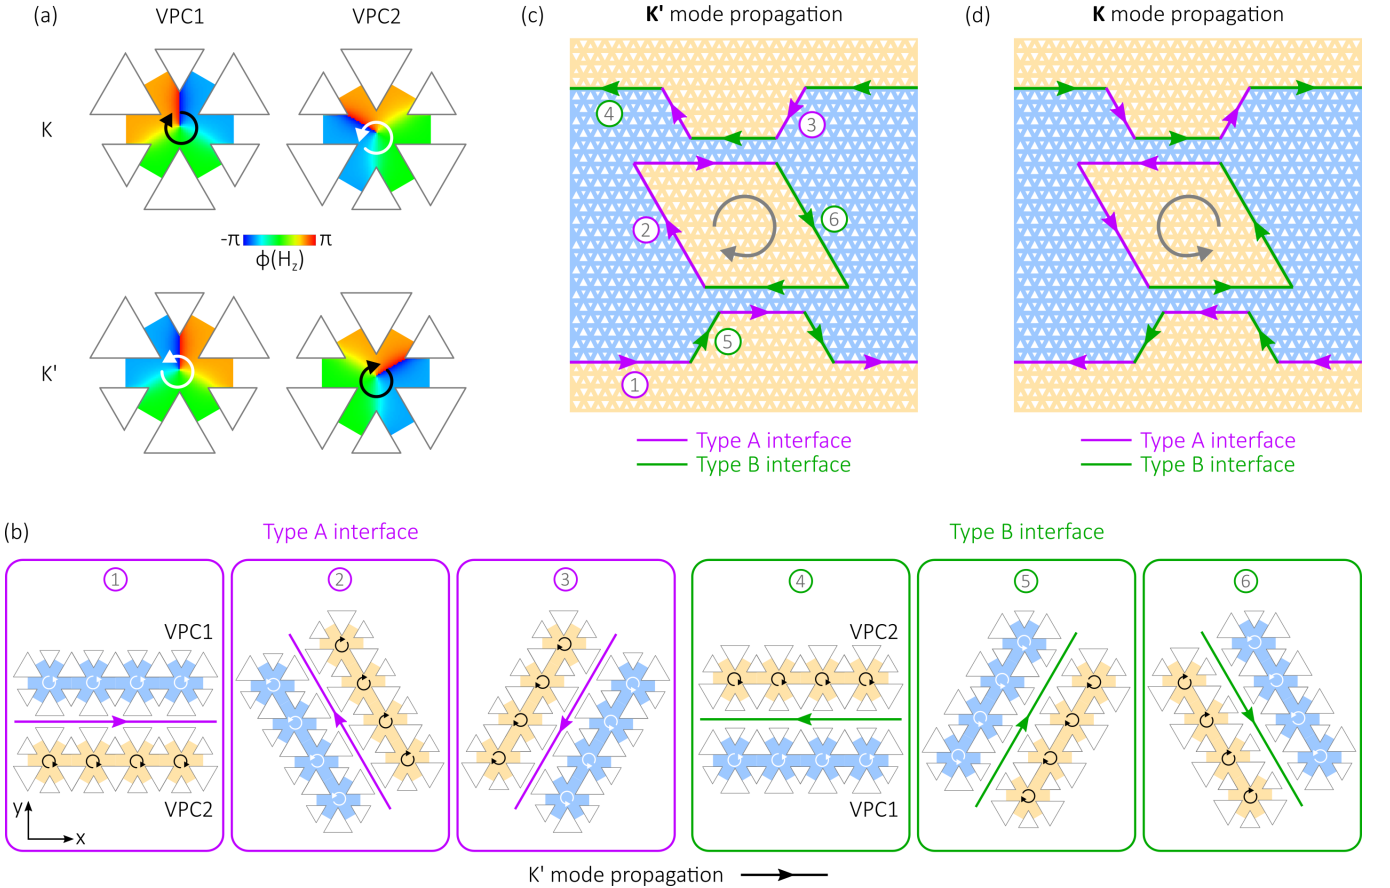 (a) VPC1 VPC2
K
-π π
ϕ(Hz)
K'
(c) K' mode propagation
4
3
2
6
5
1
Type A interface
Type B interface
(d) K mode propagation
Type A interface
Type B interface
(b) Type A interface Type B interface
1 2 3 4 5 6
VPC1 VPC2
y
x
VPC2 VPC1
K' mode propagation